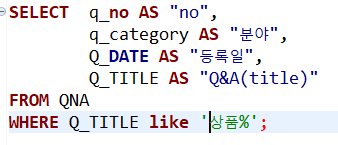 SELECT q_no AS "no",
q_category AS "분야",
Q_DATE AS "등록일",
Q_TITLE AS "Q&A(title)"
FROM QNA
WHERE Q_TITLE like '상품%';